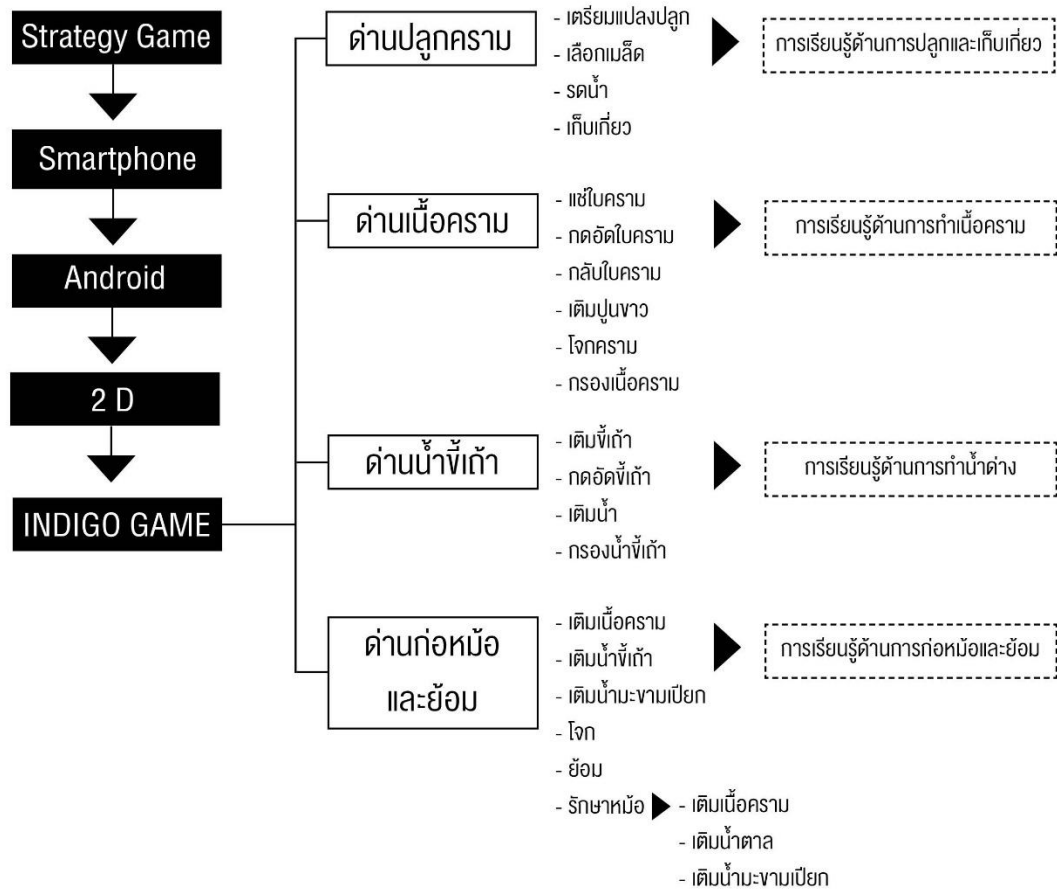 Strategy Game
Smartphone
Android
2 D
INDIGO GAME
ด่านปลูกคราม
- เตรียมแปลงปลูก
- เลือกเมล็ด
- รดน้ำ
- เก็บเกี่ยว
การเรียนรู้ด้านการปลูกและเก็บเกี่ยว
ด่านเนื้อคราม
- แช่ใบคราม
- กดอัดใบคราม
- กลับใบคราม
- เติมปูนขาว
- โจกคราม
- กรองเนื้อคราม
การเรียนรู้ด้านการทำเนื้อคราม
ด่านน้ำขี้เถ้า
- เติมขี้เถ้า
- กดอัดขี้เถ้า
- เติมน้ำ
- กรองน้ำขี้เถ้า
การเรียนรู้ด้านการทำน้ำด่าง
ด่านก่อหม้อ
และย้อม
- เติมเนื้อคราม
- เติมน้ำขี้เถ้า
- เติมน้ำมะขามเปียก
- โจก
- ย้อม
- รักษาหม้อ
- เติมเนื้อคราม
- เติมน้ำตาล
- เติมน้ำมะขามเปียก
การเรียนรู้ด้านการก่อหม้อและย้อม